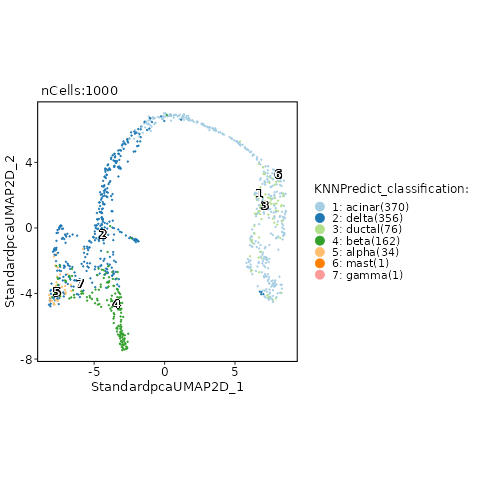 nCells:1000
StandardpcaUMAP2D_2
4
0
-4
-8
6
1
3
2
7
5
4
-5
0
5
StandardpcaUMAP2D_1
KNNPredict_classification:
1: acinar(370)
2: delta(356)
3: ductal(76)
4: beta(162)
5: alpha(34)
6: mast(1)
7: gamma(1)